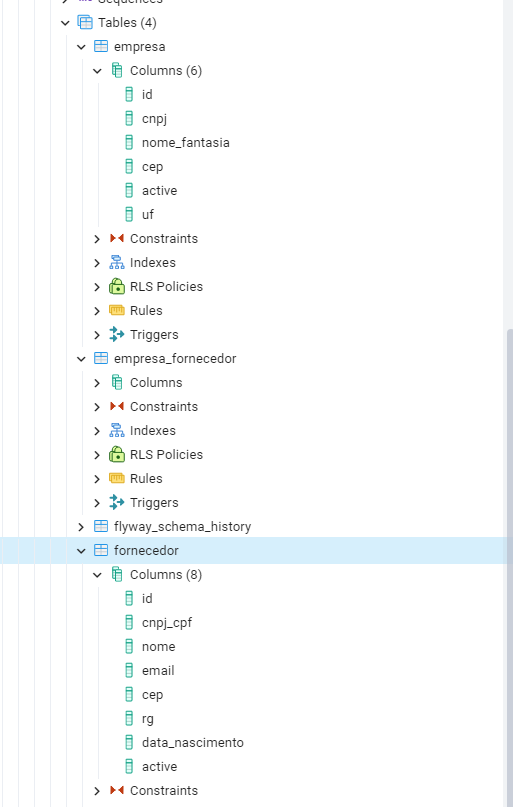 Sequences
Tables (4)
empresa
Columns (6)
id
cnpj
nome_fantasia
cep
active
uf
Constraints
Indexes
RLS Policies
Rules
Triggers
empresa_fornecedor
Columns
Constraints
Indexes
RLS Policies
Rules
Triggers
flyway_schema_history
fornecedor
Columns (8)
id
cnpj_cpf
nome
email
cep
rg
data_nascimento
active
Constraints